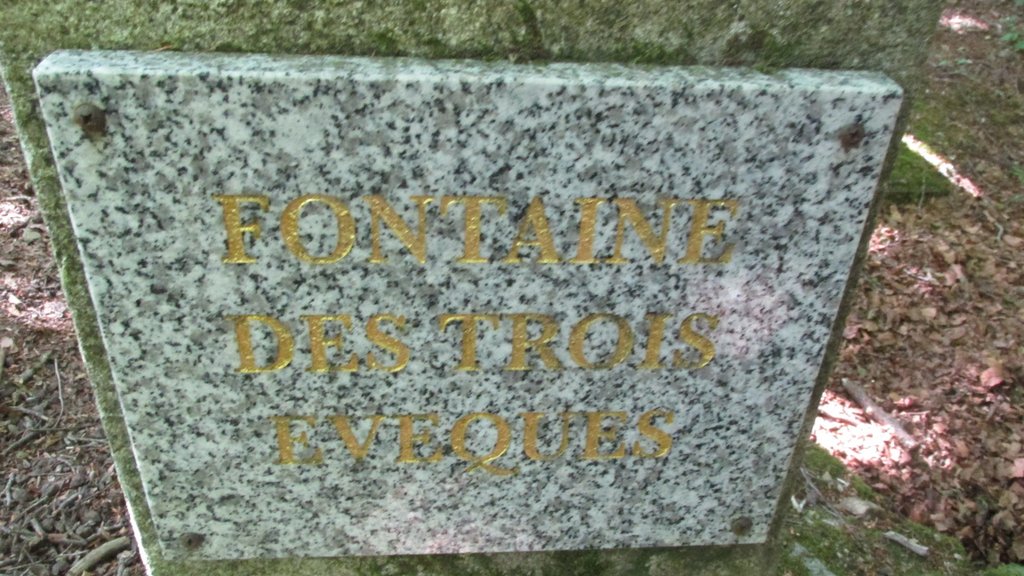 FONTAINE
DES TROIS
EVEQUES